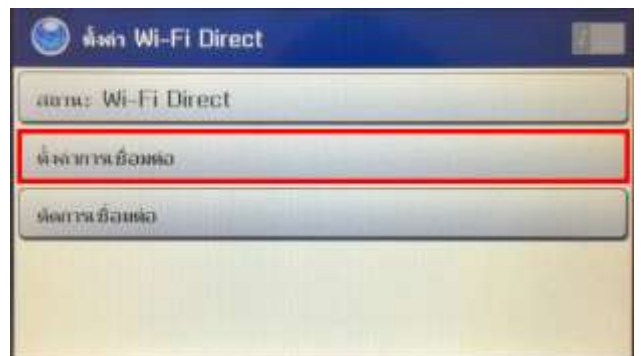 ตั้งค่า Wi-Fi Direct
สถานะ Wi-Fi Direct
ตั้งค่าการเชื่อมต่อ
ตัดการเชื่อมต่อ